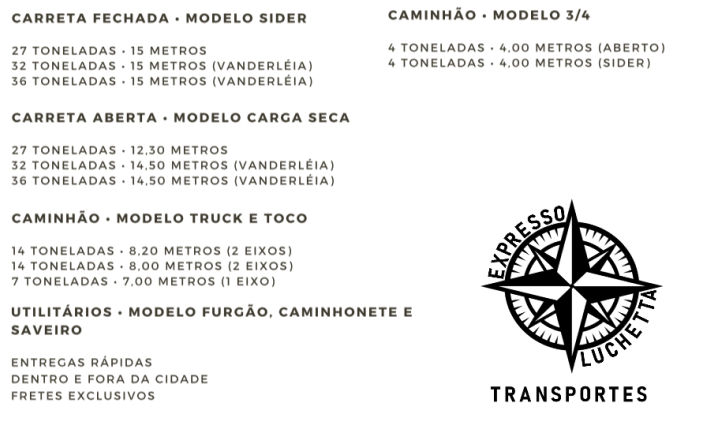 CARRETA FECHADA • MODELO SIDER
27 TONELADAS • 15 METROS
32 TONELADAS • 15 METROS (VANDERLÉIA)
36 TONELADAS • 15 METROS (VANDERLÉIA)
CARRETA ABERTA • MODELO CARGA SECA
27 TONELADAS • 12,30 METROS
32 TONELADAS • 14,50 METROS (VANDERLÉIA)
36 TONELADAS • 14,50 METROS (VANDERLÉIA)
CAMINHÃO • MODELO TRUCK E TOCO
14 TONELADAS • 8,20 METROS (2 EIXOS)
14 TONELADAS • 8,00 METROS (2 EIXOS)
7 TONELADAS • 7,00 METROS (1 EIXO)
UTILITÁRIOS • MODELO FURGÃO, CAMINHONETE E
SAVEIRO
ENTREGAS RÁPIDAS
DENTRO E FORA DA CIDADE
FRETES EXCLUSIVOS
CAMINHÃO • MODELO 3/4
4 TONELADAS • 4,00 METROS (ABERTO)
4 TONELADAS • 4,00 METROS (SIDER)
EXPRESSO
LUCHETTA
TRANSPORTES